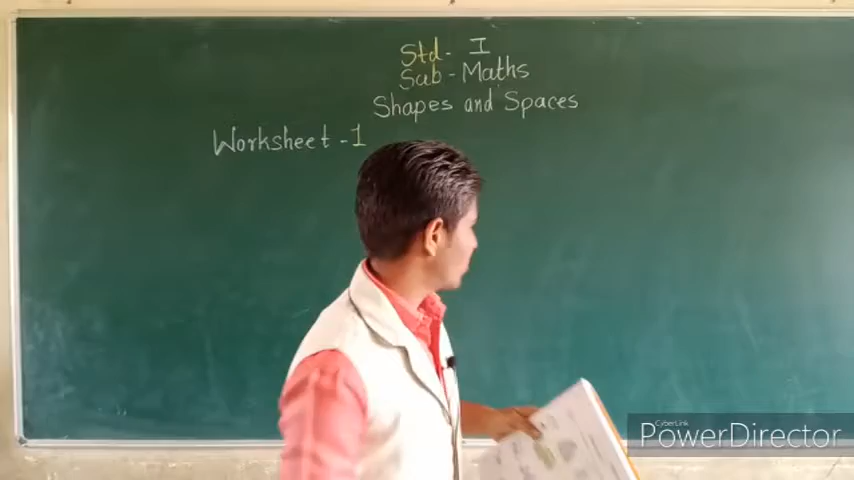 Std - I
Sub - Maths
Shapes and Spaces
Worksheet - 1
CyberLink
PowerDirector